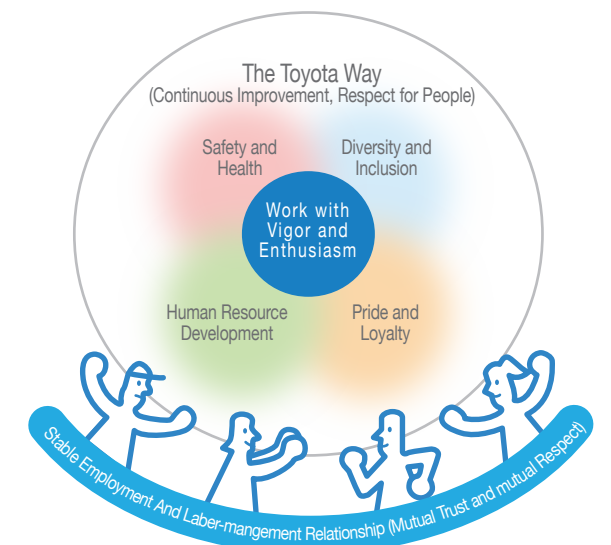 The Toyota Way
(Continuous Improvement, Respect for People)
Safety and
Health
Diversity and
Inclusion
Work with
Vigor and
Enthusiasm
Human Resource
Development
Pride and
Loyalty
Stable Employment And Laber-mangement Relationship (Mutual Trust and mutual Respect)